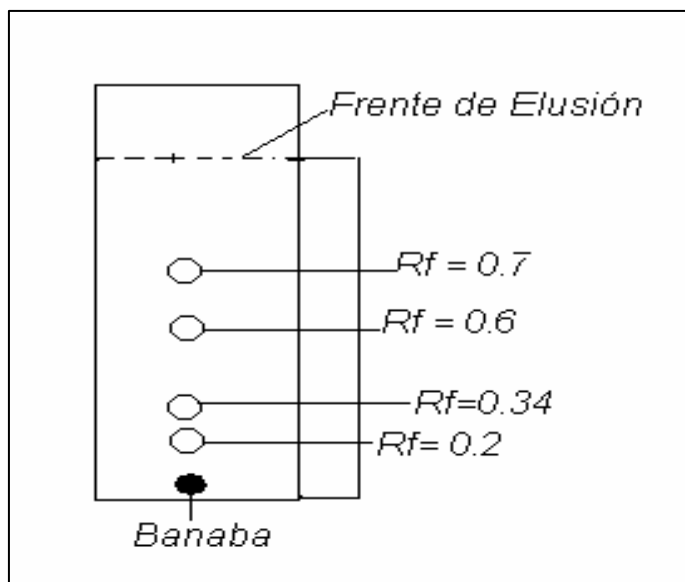 Frente de Elusión
Rf = 0.7
Rf = 0.6
Rf=0.34
Rf= 0.2
Banaba